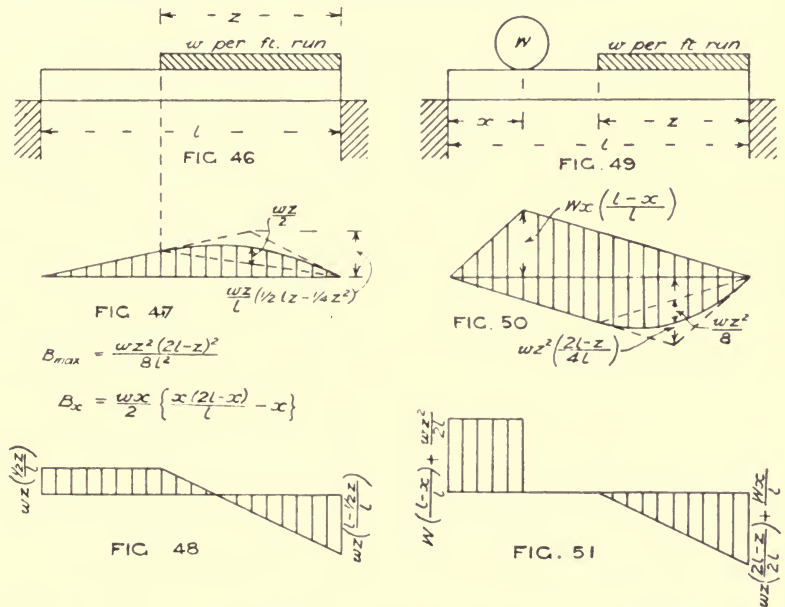 z
w per ft. run
l
FIG 46
wz/2
wz/l (½ lz - ¼ z²)
FIG 47
B_max = wz² (2l-z)² / 8l²
B_x = wx/2 { x(2l-x)/l - x }
wz (½z/l)
wz (l-½z/l)
FIG 48
W
w per ft run
x
z
l
FIG. 49
Wx (l-x/l)
FIG. 50
wz² (2l-z/4l)
wz²/8
W (l-x/l) + wz²/2l
wz (2l-z/2l) + Wx/l
FIG. 51